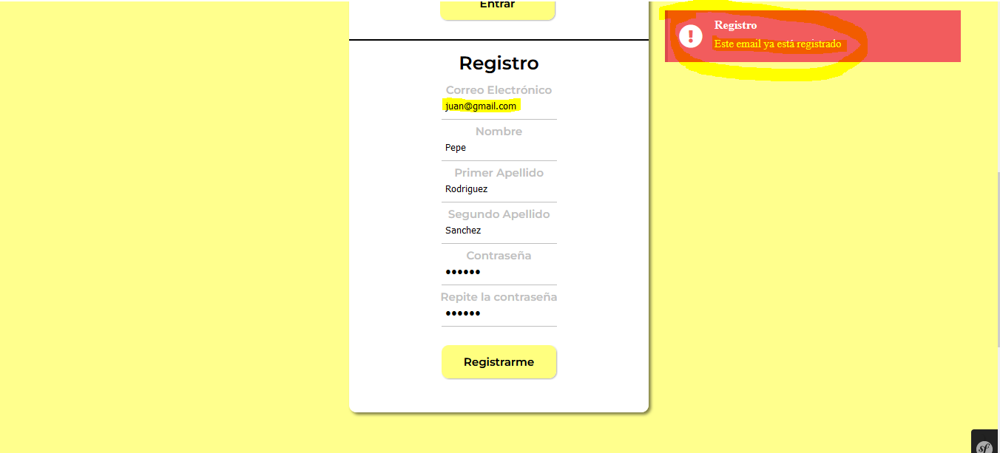 Entrar
Registro
Este email ya está registrado
Registro
Correo Electrónico
juan@gmail.com
Nombre
Pepe
Primer Apellido
Rodriguez
Segundo Apellido
Sanchez
Contraseña
••••••
Repite la contraseña
••••••
Registrarme
sf